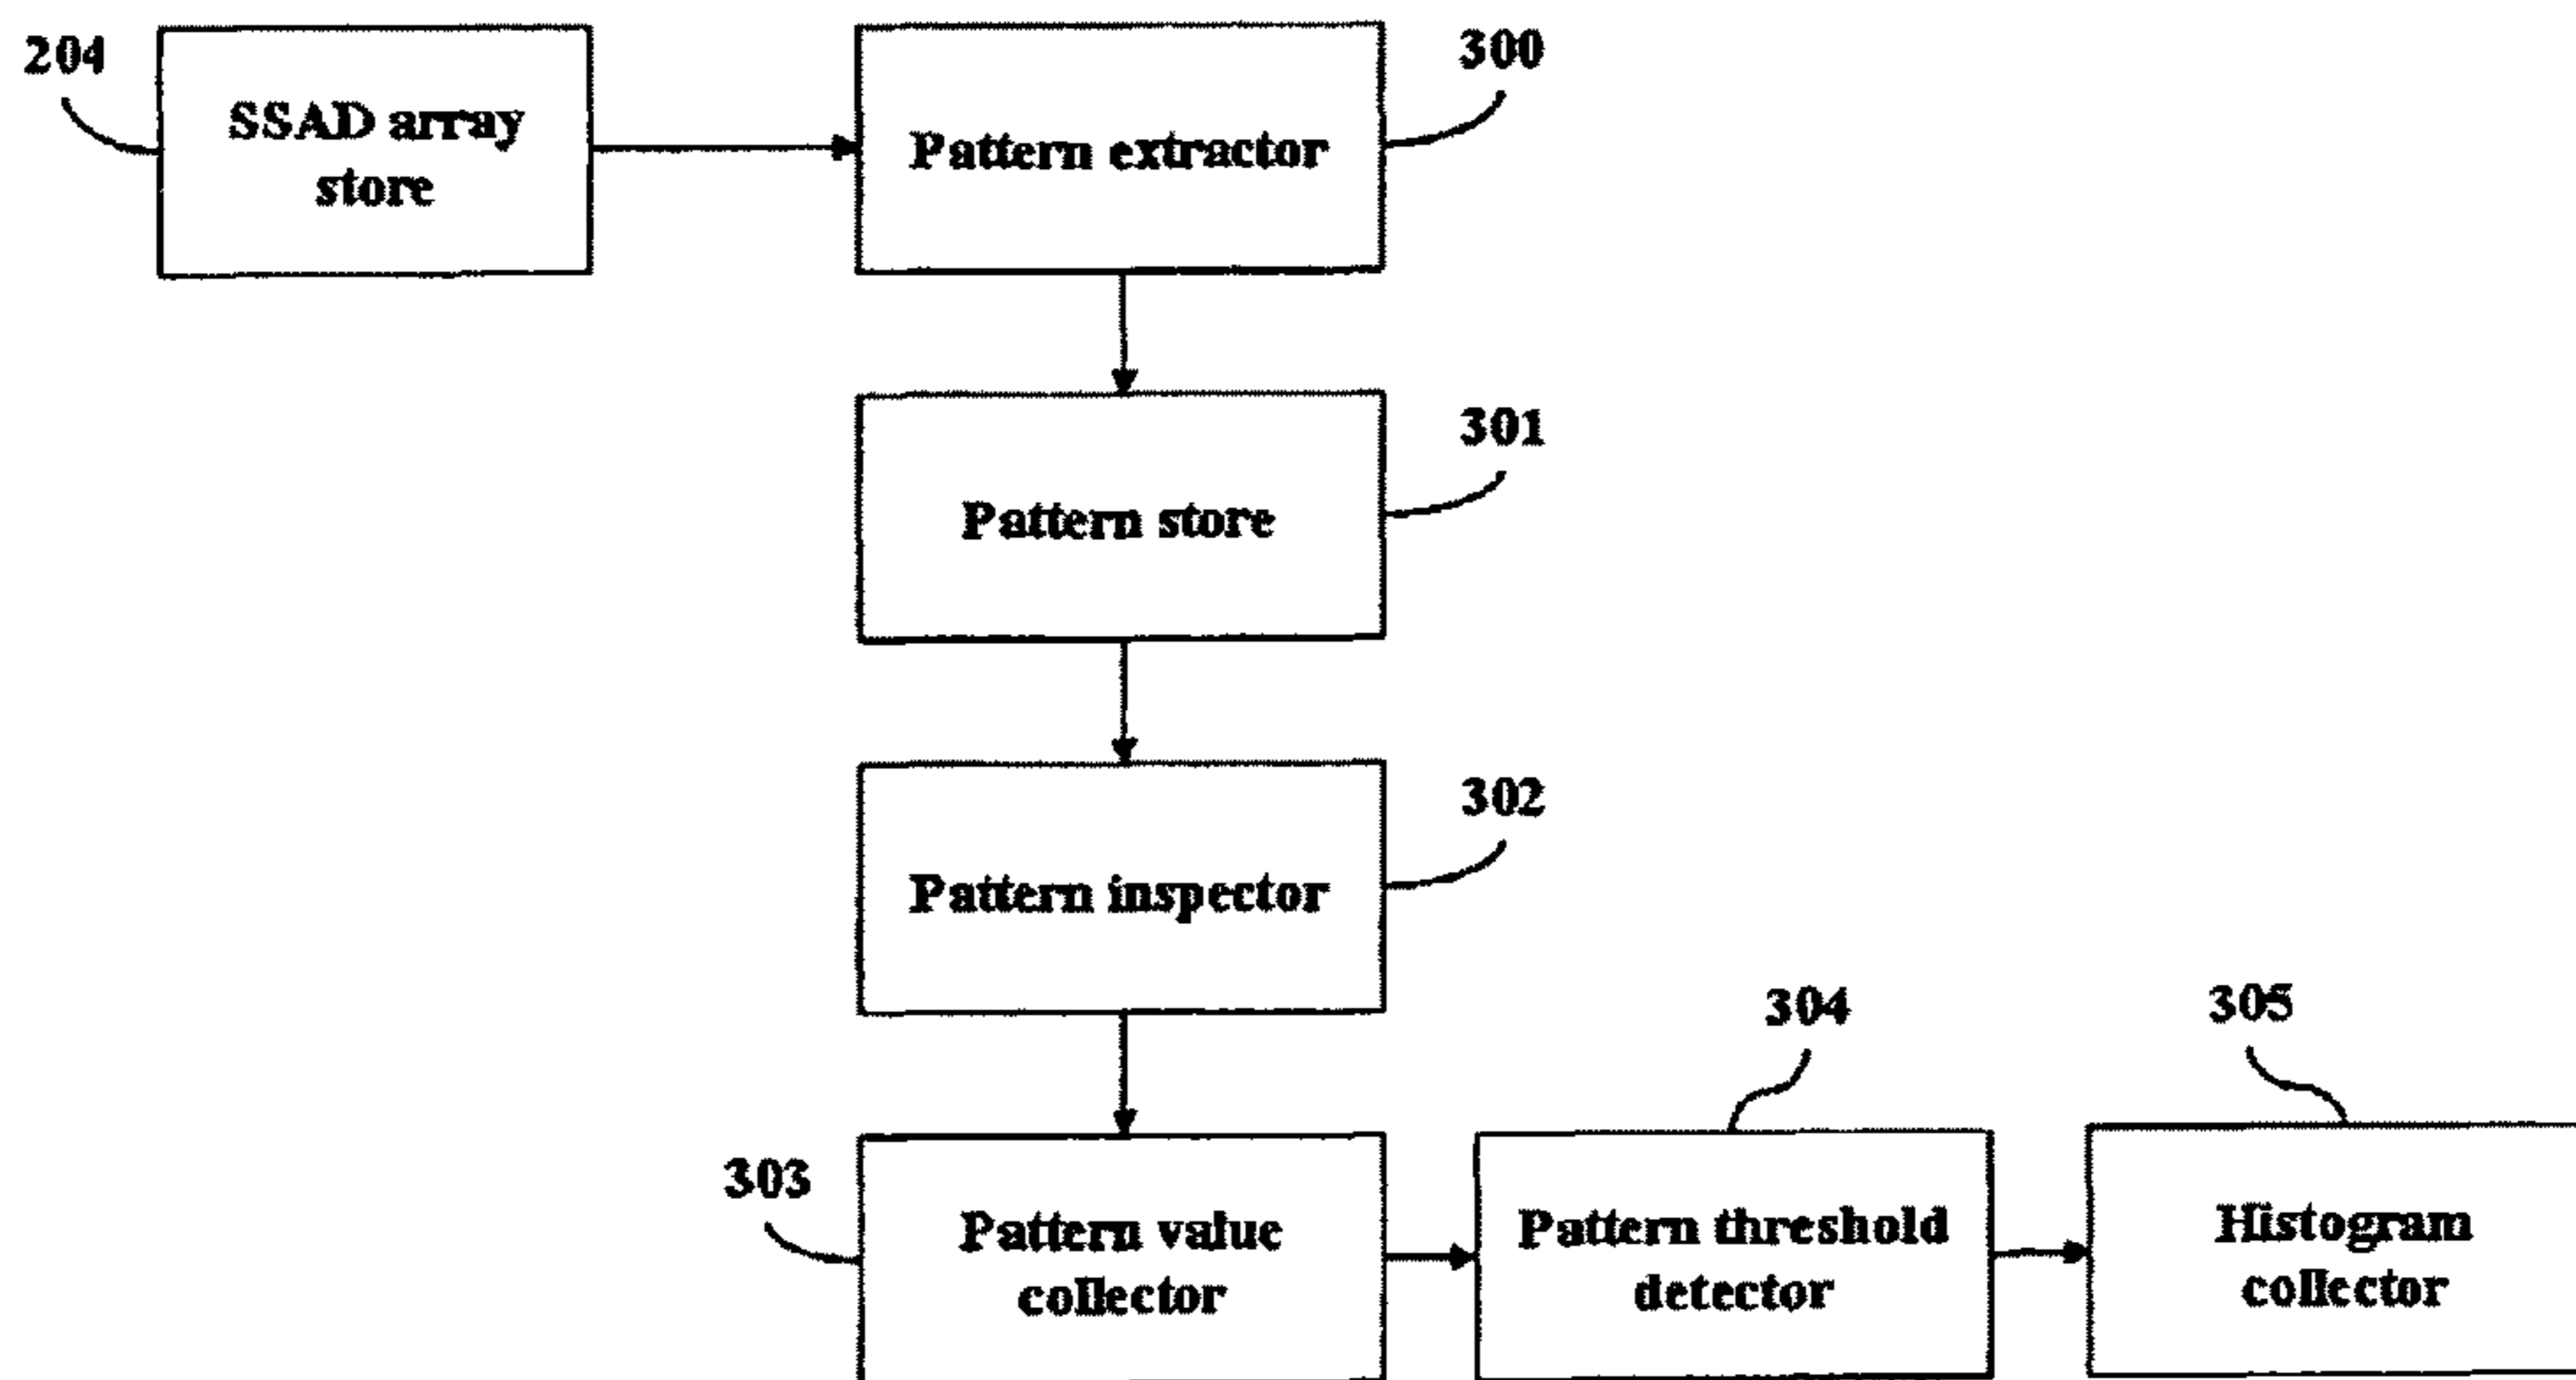 204
SSAD array
store
300
Pattern extractor
301
Pattern store
302
Pattern inspector
303
Pattern value
collector
304
Pattern threshold
detector
305
Histogram
collector